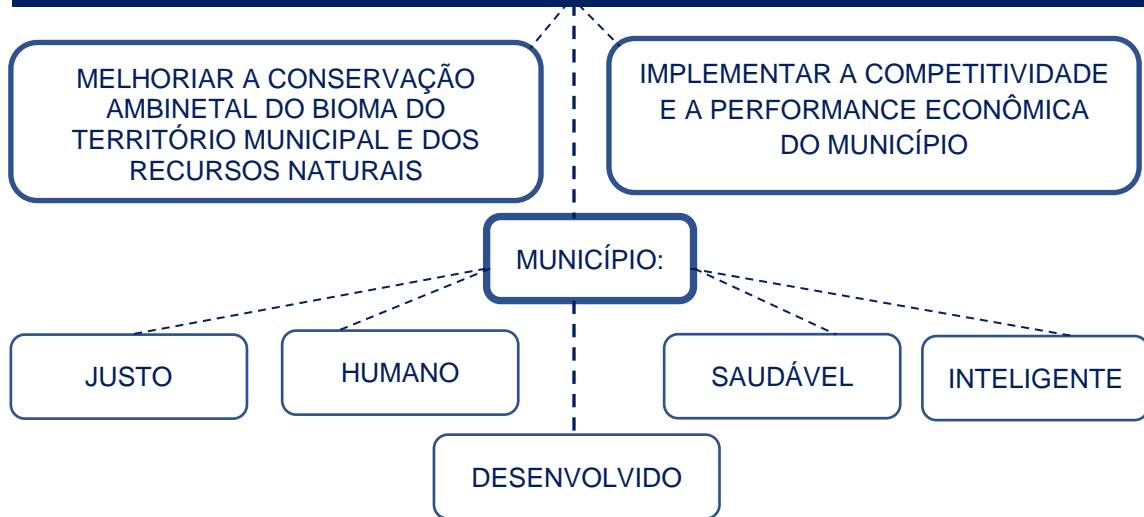 MELHORIAR A CONSERVAÇÃO
AMBINETAL DO BIOMA DO
TERRITÓRIO MUNICIPAL E DOS
RECURSOS NATURAIS
IMPLEMENTAR A COMPETITIVIDADE
E A PERFORMANCE ECONÔMICA
DO MUNICÍPIO
MUNICÍPIO:
JUSTO
HUMANO
SAUDÁVEL
INTELIGENTE
DESENVOLVIDO